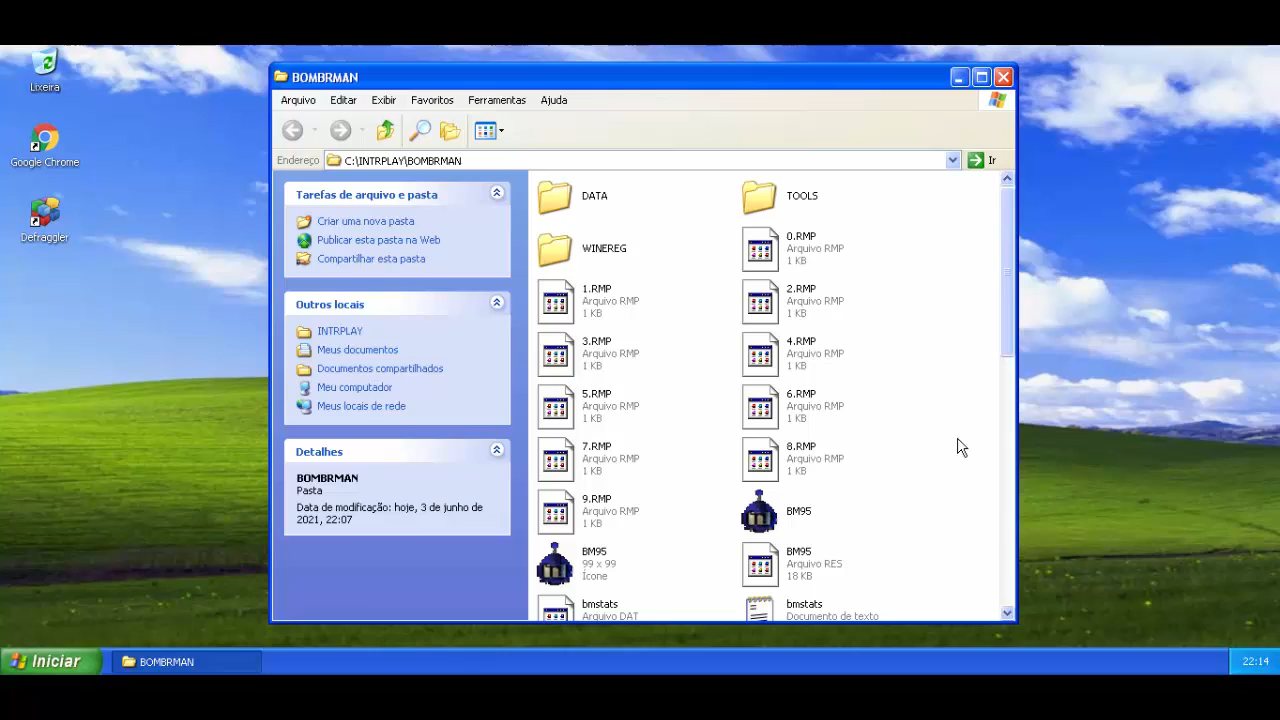 Lixeira
Google Chrome
Defraggler
BOMBRMAN
Arquivo Editar Exibir Favoritos Ferramentas Ajuda
Endereço C:\INTRPLAY\BOMBRMAN Ir
Tarefas de arquivo e pasta
Criar uma nova pasta
Publicar esta pasta na Web
Compartilhar esta pasta
Outros locais
INTRPLAY
Meus documentos
Documentos compartilhados
Meu computador
Meus locais de rede
Detalhes
BOMBRMAN
Pasta
Data de modificação: hoje, 3 de junho de
2021, 22:07
DATA
TOOLS
WINEREG
0.RMP
Arquivo RMP
1 KB
1.RMP
Arquivo RMP
1 KB
2.RMP
Arquivo RMP
1 KB
3.RMP
Arquivo RMP
1 KB
4.RMP
Arquivo RMP
1 KB
5.RMP
Arquivo RMP
1 KB
6.RMP
Arquivo RMP
1 KB
7.RMP
Arquivo RMP
1 KB
8.RMP
Arquivo RMP
1 KB
9.RMP
Arquivo RMP
1 KB
BM95
BM95
99 x 99
Ícone
BM95
Arquivo RES
18 KB
bmstats
Arquivo DAT
bmstats
Documento de texto
Iniciar
BOMBRMAN
22:14